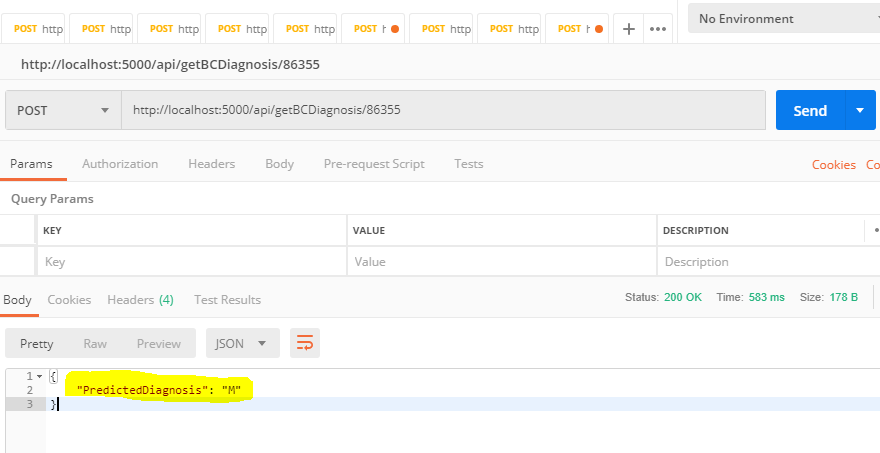 POST http POST http POST http POST http POST http POST h POST http POST http POST h + ••• No Environment
http://localhost:5000/api/getBCDiagnosis/86355
POST http://localhost:5000/api/getBCDiagnosis/86355 Send
Params Authorization Headers Body Pre-request Script Tests Cookies Co
Query Params
KEY VALUE DESCRIPTION
Key Value Description
Body Cookies Headers (4) Test Results Status: 200 OK Time: 583 ms Size: 178 B
Pretty Raw Preview JSON
1 {
2 "PredictedDiagnosis": "M"
3 }